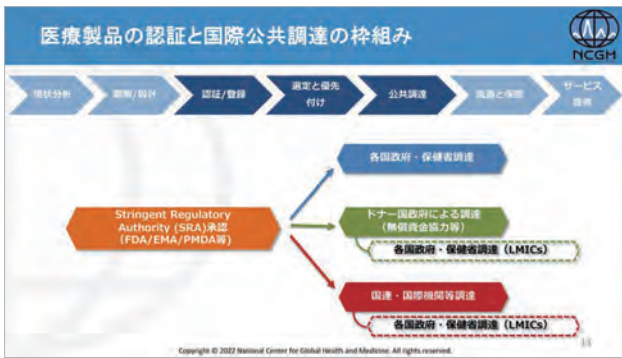 医療製品の認証と国際公共調達の枠組み
NCGM
現状分析
認証/登録
選定と優先
付け
公共調達
流通と保管
サービス
提供
各国政府・保健省調達
Stringent Regulatory
Authority (SRA)承認
(FDA/EMA/PMDA等)
ドナー国政府による調達
(無償資金協力等)
各国政府・保健省調達(LMICs)
国連・国際機関等調達
各国政府・保健省調達(LMICs)
Copyright © 2022 National Center for Global Health and Medicine. All rights reserved.